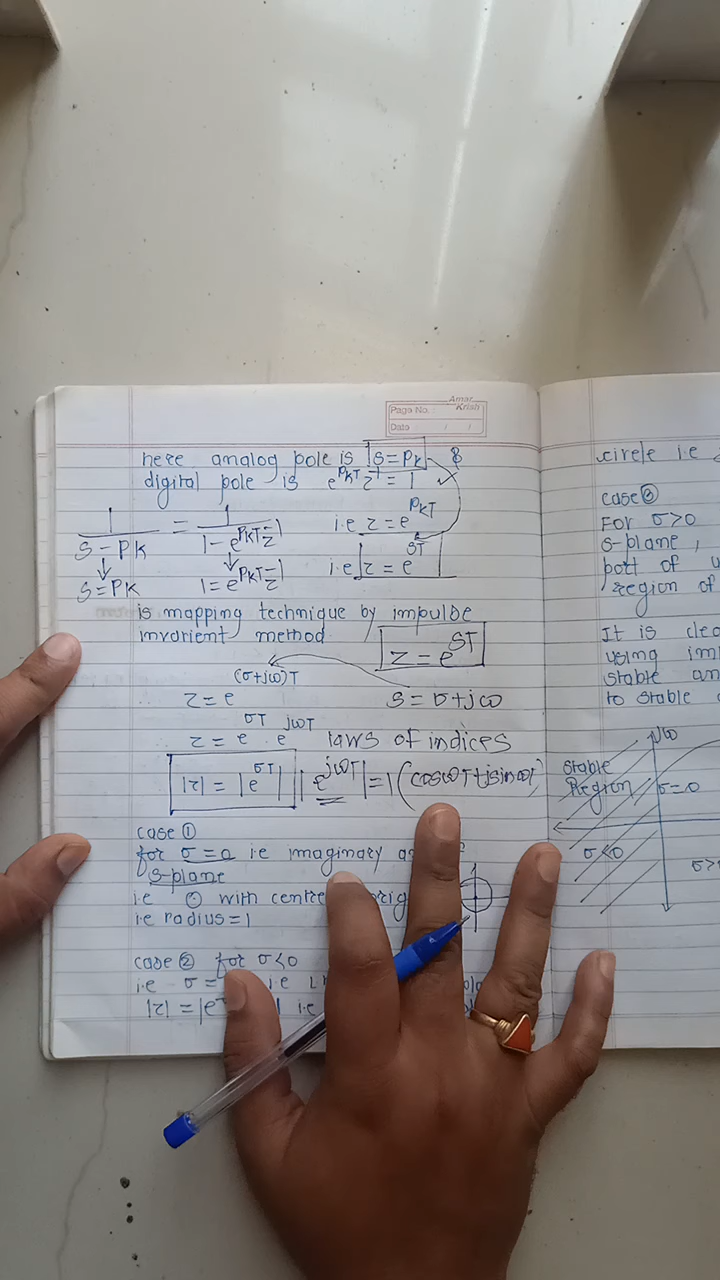 Amar
Page No.: Krish
Date / /
here analog pole is s=Pk &
digital pole is e^PkT z^-1 = 1
1/(s-Pk) = 1/(1-e^PkT z^-1) i.e z = e^PkT
s=Pk 1=e^PkT z^-1 i.e z = e^ST
is mapping technique by impulse
invarient method z = e^ST
z = e^(σ+jω)T s = σ+jω
z = e^σT . e^jωT laws of indices
|z| = |e^σT| |e^jωT|=1 (cosωT+jsinωT)
case ①
for σ=0 i.e imaginary
s-plane
i.e with centre
i.e radius=1
case ② for σ<0
i.e σ= i.e
|z| = i.e
circle i.e
case ③
For σ>0
s-plane,
part of
region of
It is
using
stable
to stable
jω
Stable
Region σ=0
σ<0
σ>